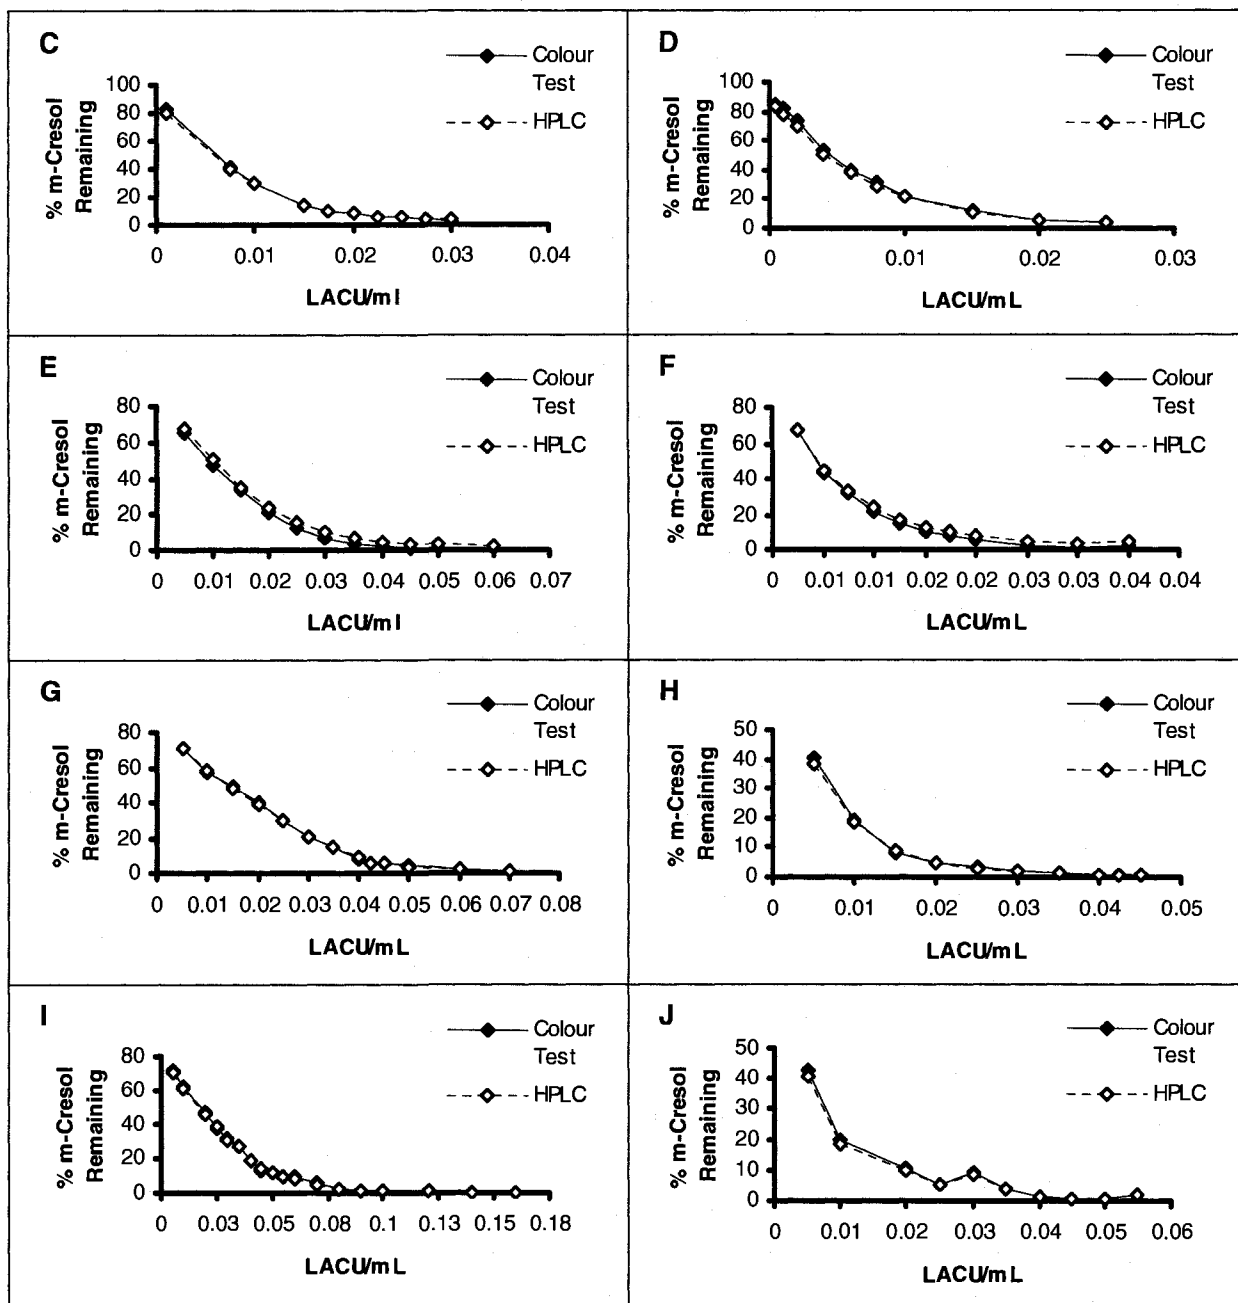 C
Colour
Test
HPLC
% m-Cresol
Remaining
100
80
60
40
20
0
0 0.01 0.02 0.03 0.04
LACU/ml
D
Colour
Test
HPLC
% m-Cresol
Remaining
100
80
60
40
20
0
0 0.01 0.02 0.03
LACU/mL
E
Colour
Test
HPLC
% m-Cresol
Remaining
80
60
40
20
0
0 0.01 0.02 0.03 0.04 0.05 0.06 0.07
LACU/ml
F
Colour
Test
HPLC
% m-Cresol
Remaining
80
60
40
20
0
0 0.01 0.01 0.02 0.02 0.03 0.03 0.04 0.04
LACU/mL
G
Colour
Test
HPLC
% m-Cresol
Remaining
80
60
40
20
0
0 0.01 0.02 0.03 0.04 0.05 0.06 0.07 0.08
LACU/mL
H
Colour
Test
HPLC
% m-Cresol
Remaining
50
40
30
20
10
0
0 0.01 0.02 0.03 0.04 0.05
LACU/mL
I
Colour
Test
HPLC
% m-Cresol
Remaining
80
60
40
20
0
0 0.03 0.05 0.08 0.1 0.13 0.15 0.18
LACU/mL
J
Colour
Test
HPLC
% m-Cresol
Remaining
50
40
30
20
10
0
0 0.01 0.02 0.03 0.04 0.05 0.06
LACU/mL